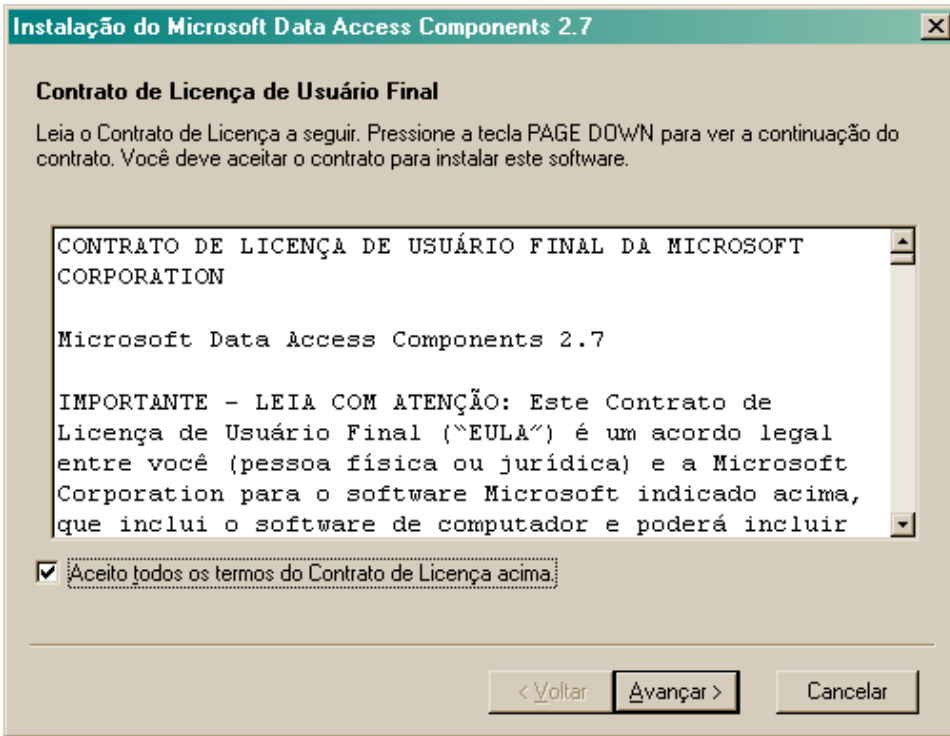 Instalação do Microsoft Data Access Components 2.7
Contrato de Licença de Usuário Final
Leia o Contrato de Licença a seguir. Pressione a tecla PAGE DOWN para ver a continuação do
contrato. Você deve aceitar o contrato para instalar este software.
CONTRATO DE LICENÇA DE USUÁRIO FINAL DA MICROSOFT
CORPORATION
Microsoft Data Access Components 2.7
IMPORTANTE – LEIA COM ATENÇÃO: Este Contrato de
Licença de Usuário Final (“EULA”) é um acordo legal
entre você (pessoa física ou jurídica) e a Microsoft
Corporation para o software Microsoft indicado acima,
que inclui o software de computador e poderá incluir
Aceito todos os termos do Contrato de Licença acima.
< Voltar Avançar > Cancelar